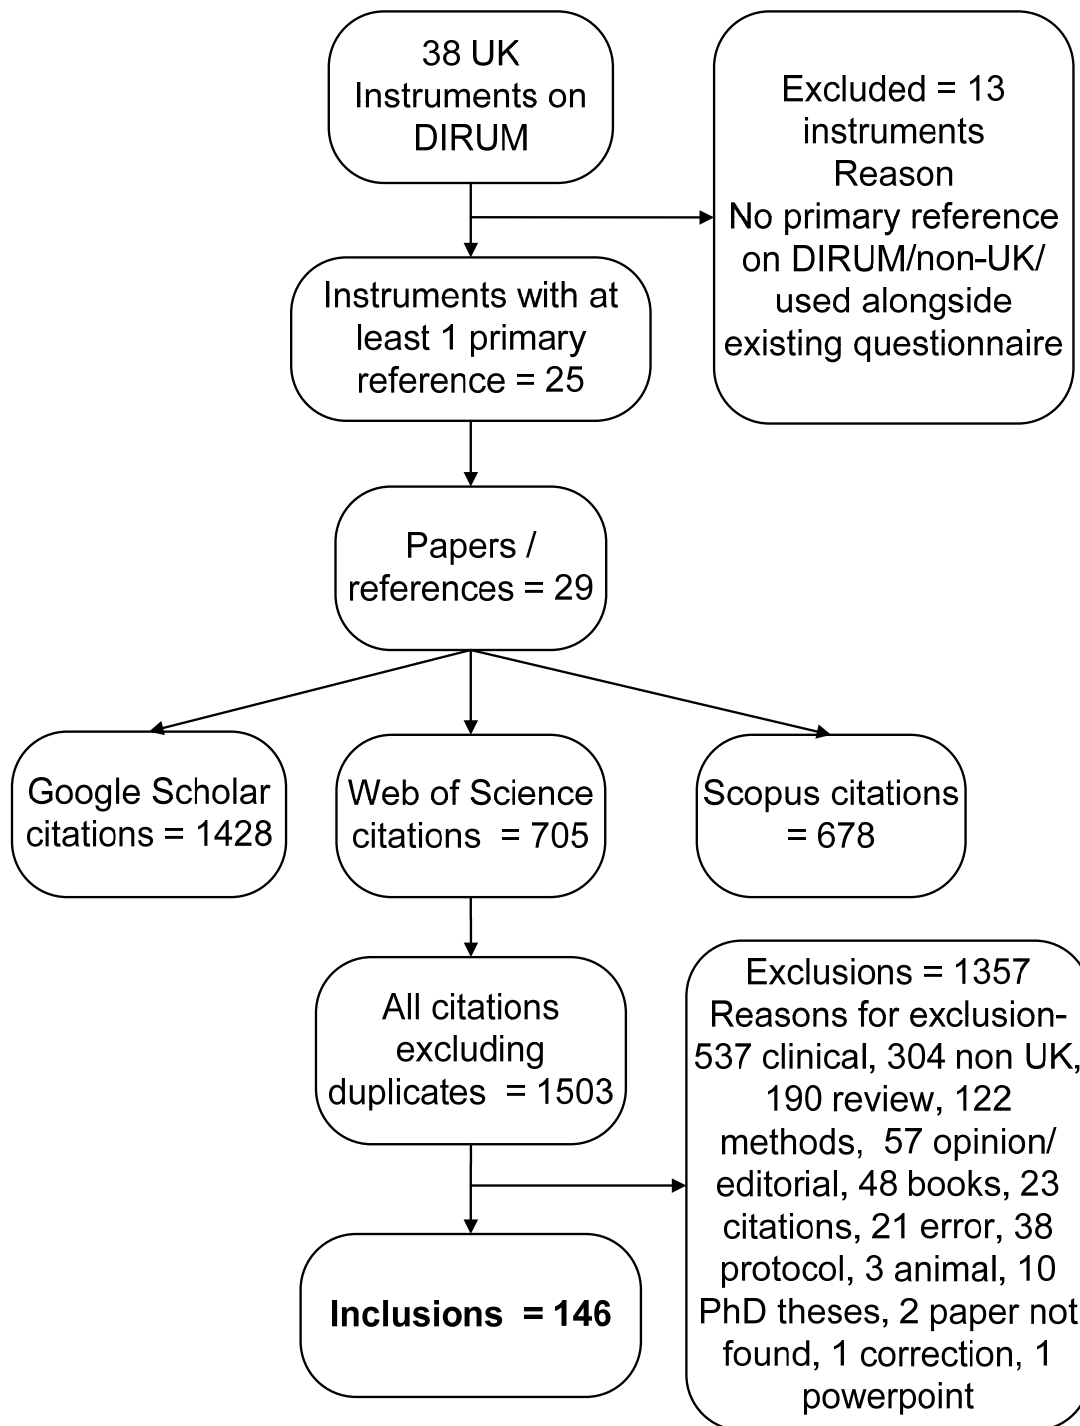 38 UK
Instruments on
DIRUM
Excluded = 13
instruments
Reason
No primary reference
on DIRUM/non-UK/
used alongside
existing questionnaire
Instruments with at
least 1 primary
reference = 25
Papers /
references = 29
Google Scholar
citations = 1428
Web of Science
citations = 705
Scopus citations
= 678
All citations
excluding
duplicates = 1503
Exclusions = 1357
Reasons for exclusion-
537 clinical, 304 non UK,
190 review, 122
methods, 57 opinion/
editorial, 48 books, 23
citations, 21 error, 38
protocol, 3 animal, 10
PhD theses, 2 paper not
found, 1 correction, 1
powerpoint
Inclusions = 146